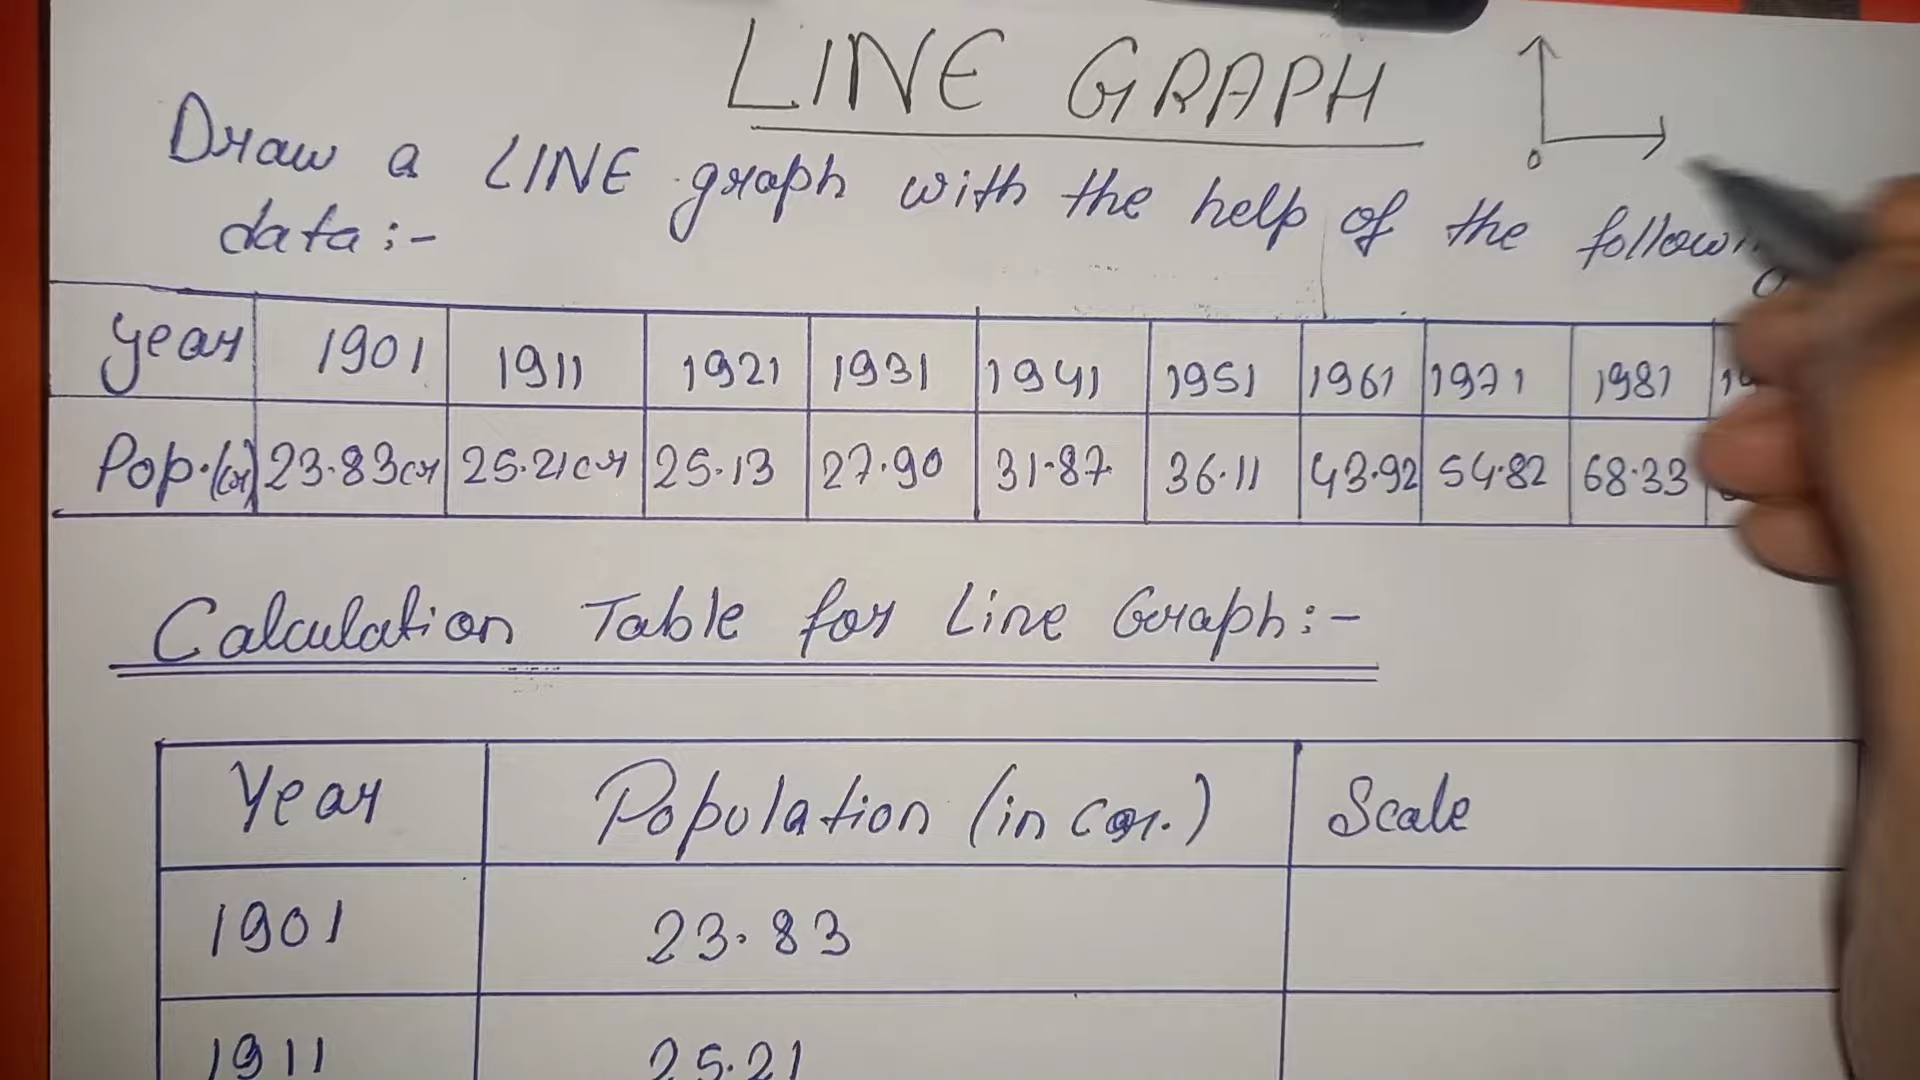 LINE GRAPH
0
Draw a LINE graph with the help of the
data:-
year 1901 1911 1921 1931 1941 1951 1961 1971 1981
Pop.(cr) 23.83cr 25.21cr 25.13 27.90 31.87 36.11 43.92 54.82 68.33
Calculation Table for Line Graph:-
Year Population (in cror.) Scale
1901 23.83
1911 25.21